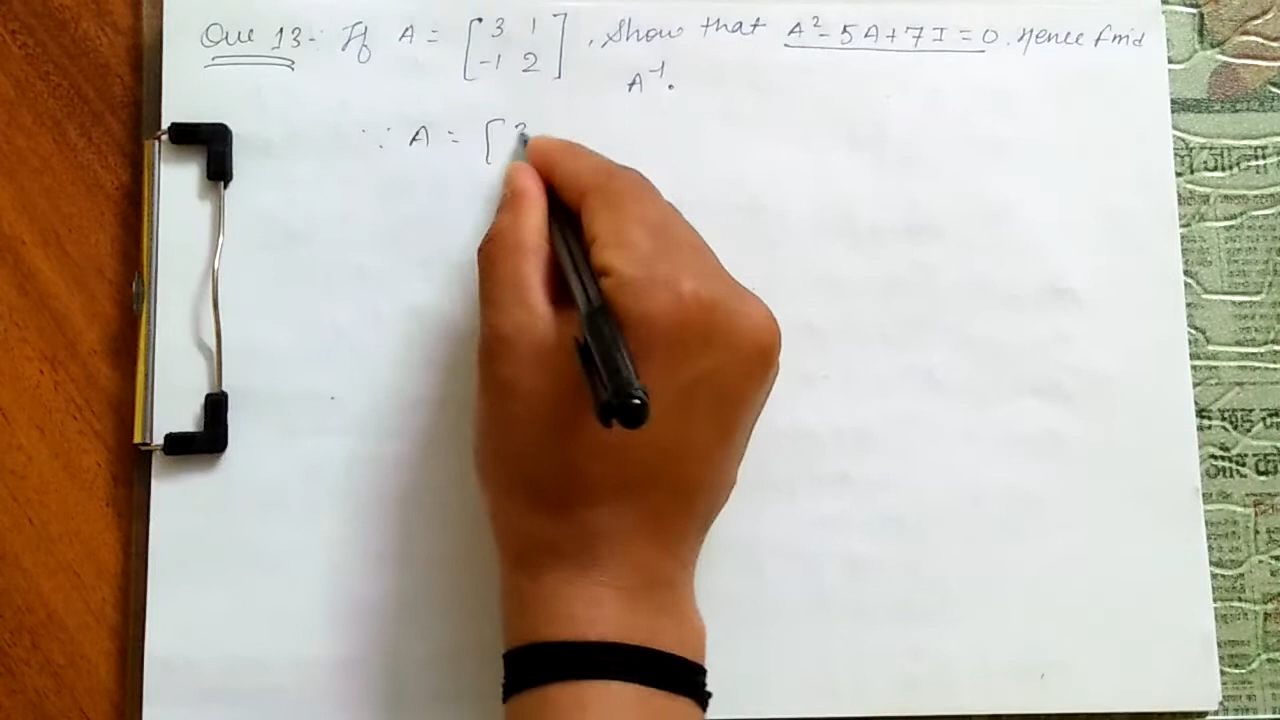 Que 13- If A = [ 3 1 ], Show that A² - 5A + 7I = 0. Hence find
[ -1 2 ]
A⁻¹.
∵ A = [ 3